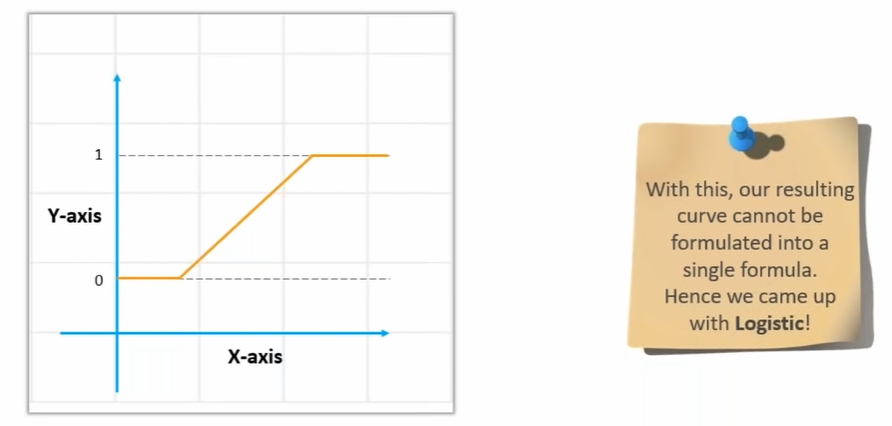 1
Y-axis
0
X-axis
With this, our resulting
curve cannot be
formulated into a
single formula.
Hence we came up
with Logistic!